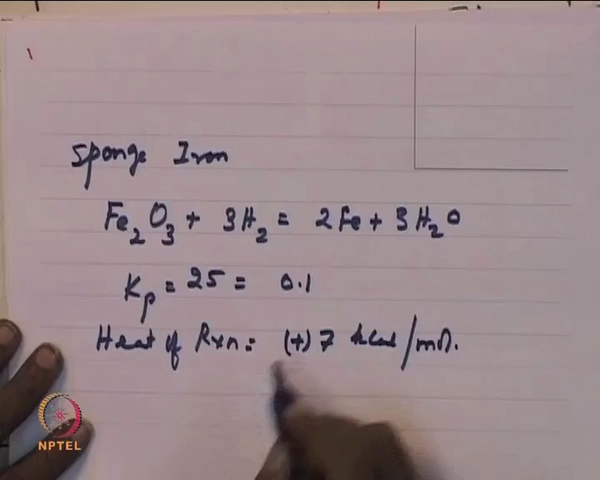 Sponge Iron
Fe2O3 + 3H2 = 2Fe + 3H2O
Kp = 25 = 0.1
Heat of Rxn = (+) 7 kcal/mol.
NPTEL